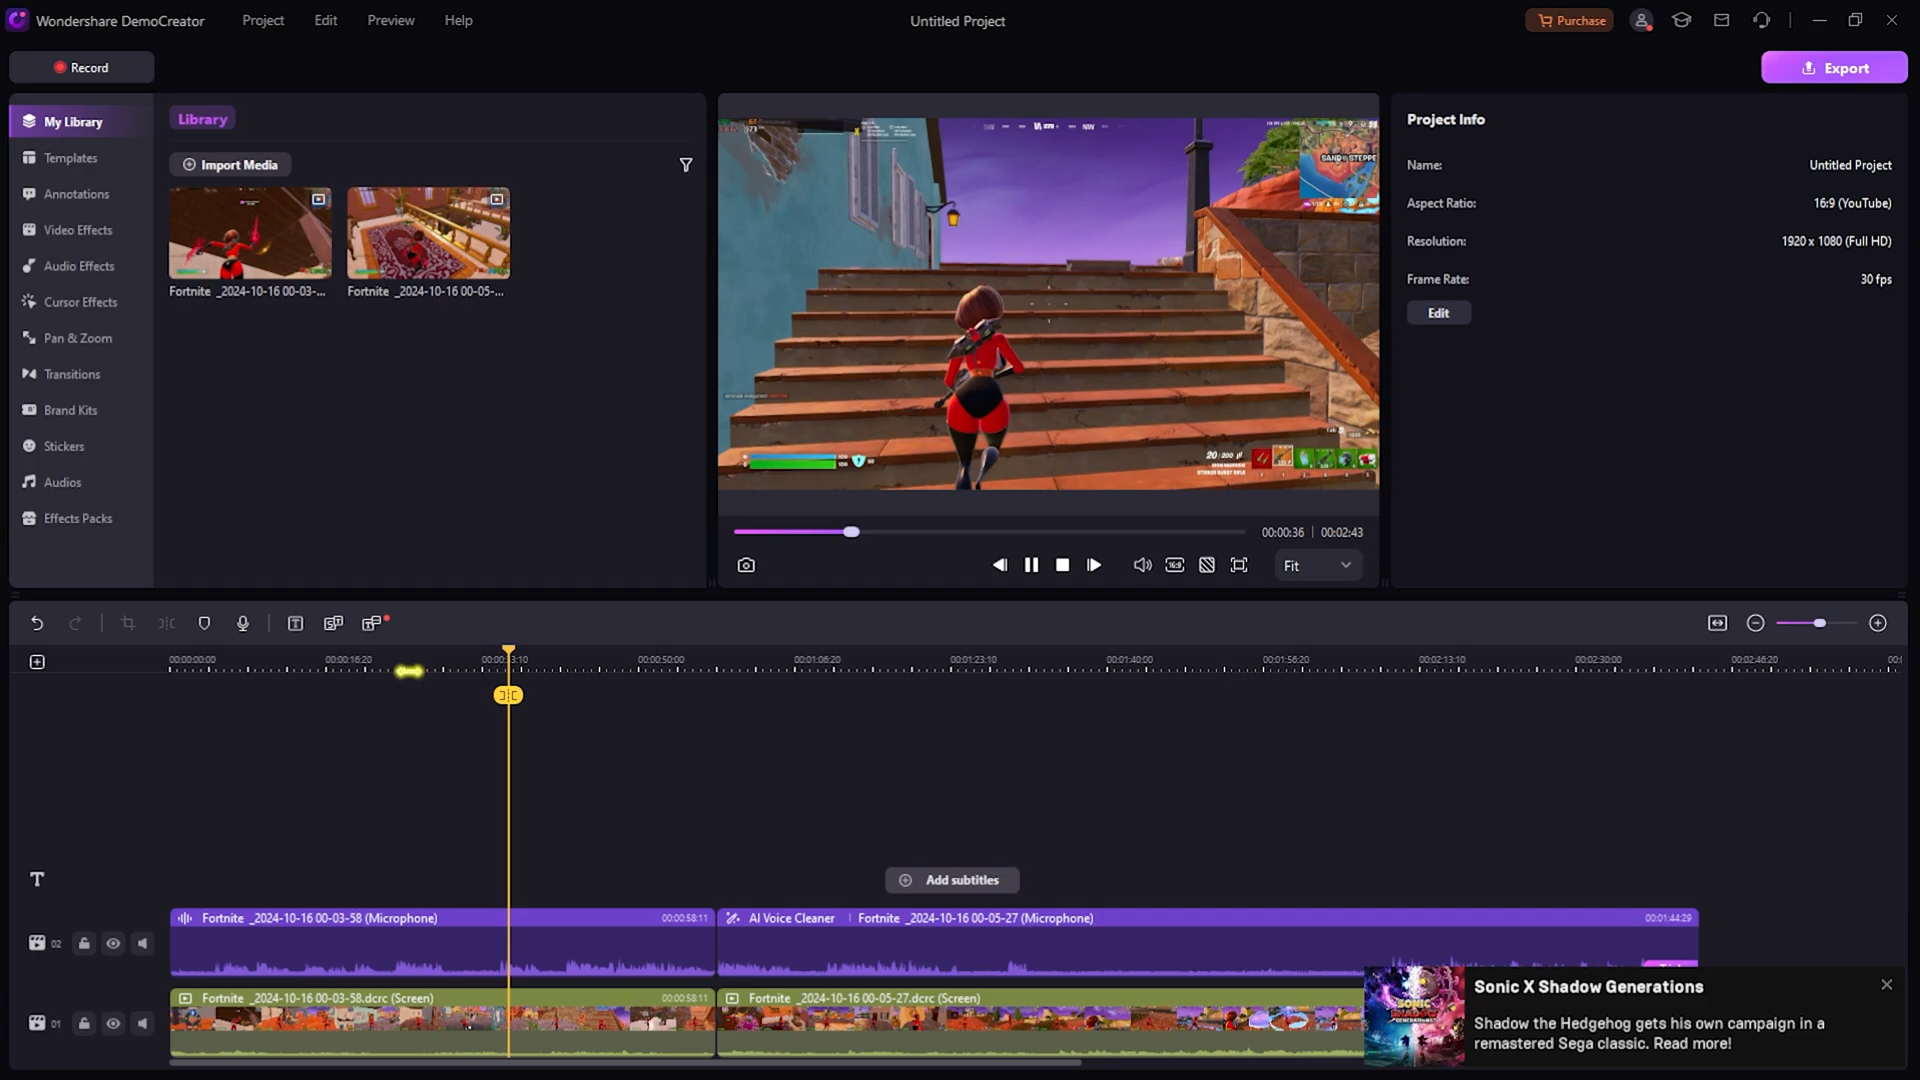 Wondershare DemoCreator
Project
Edit
Preview
Help
Untitled Project
Purchase
Record
Export
My Library
Templates
Annotations
Video Effects
Audio Effects
Cursor Effects
Pan & Zoom
Transitions
Brand Kits
Stickers
Audios
Effects Packs
Library
Import Media
Fortnite _2024-10-16 00-03-...
Fortnite _2024-10-16 00-05-...
SANDY STEPPE
20/200
00:00:36 | 00:02:43
16:9
Fit
Project Info
Name: Untitled Project
Aspect Ratio: 16:9 (YouTube)
Resolution: 1920 x 1080 (Full HD)
Frame Rate: 30 fps
Edit
00:00:00:00
00:00:16:20
00:00:33:10
00:00:50:00
00:01:06:20
00:01:23:10
00:01:40:00
00:01:56:20
00:02:13:10
00:02:30:00
00:02:46:20
Add subtitles
02
Fortnite _2024-10-16 00-03-58 (Microphone) 00:00:58:11
AI Voice Cleaner | Fortnite _2024-10-16 00-05-27 (Microphone) 00:01:44:29
01
Fortnite _2024-10-16 00-03-58.dcrc (Screen) 00:00:58:11
Fortnite _2024-10-16 00-05-27.dcrc (Screen)
Sonic X Shadow Generations
Shadow the Hedgehog gets his own campaign in a
remastered Sega classic. Read more!